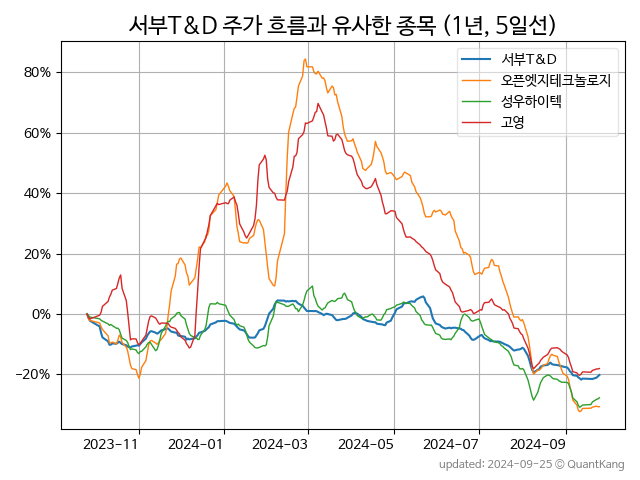 서부T&D 주가 흐름과 유사한 종목 (1년, 5일선)
서부T&D
오픈엣지테크놀로지
성우하이텍
고영
80%
60%
40%
20%
0%
−20%
2023-11
2024-01
2024-03
2024-05
2024-07
2024-09
updated: 2024-09-25 © QuantKang